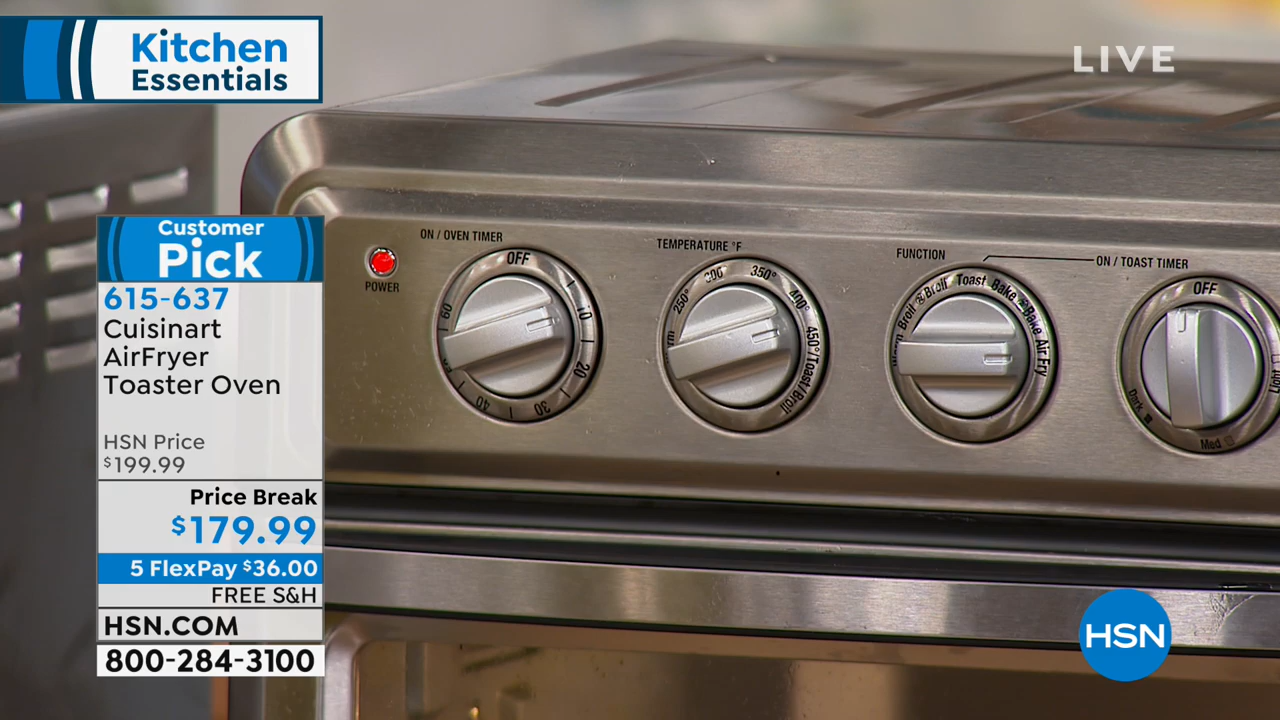 Kitchen
Essentials
LIVE
Customer
Pick
615-637
Cuisinart
AirFryer
Toaster Oven
HSN Price
$199.99
Price Break
$179.99
5 FlexPay $36.00
FREE S&H
HSN.COM
800-284-3100
POWER
ON / OVEN TIMER
OFF
10
20
30
40
60
TEMPERATURE °F
250°
300
350°
400°
450°/Toast/Broil
FUNCTION
Broil
Broil
Toast
Bake
Bake
Air Fry
ON / TOAST TIMER
OFF
Med
Dark
HSN